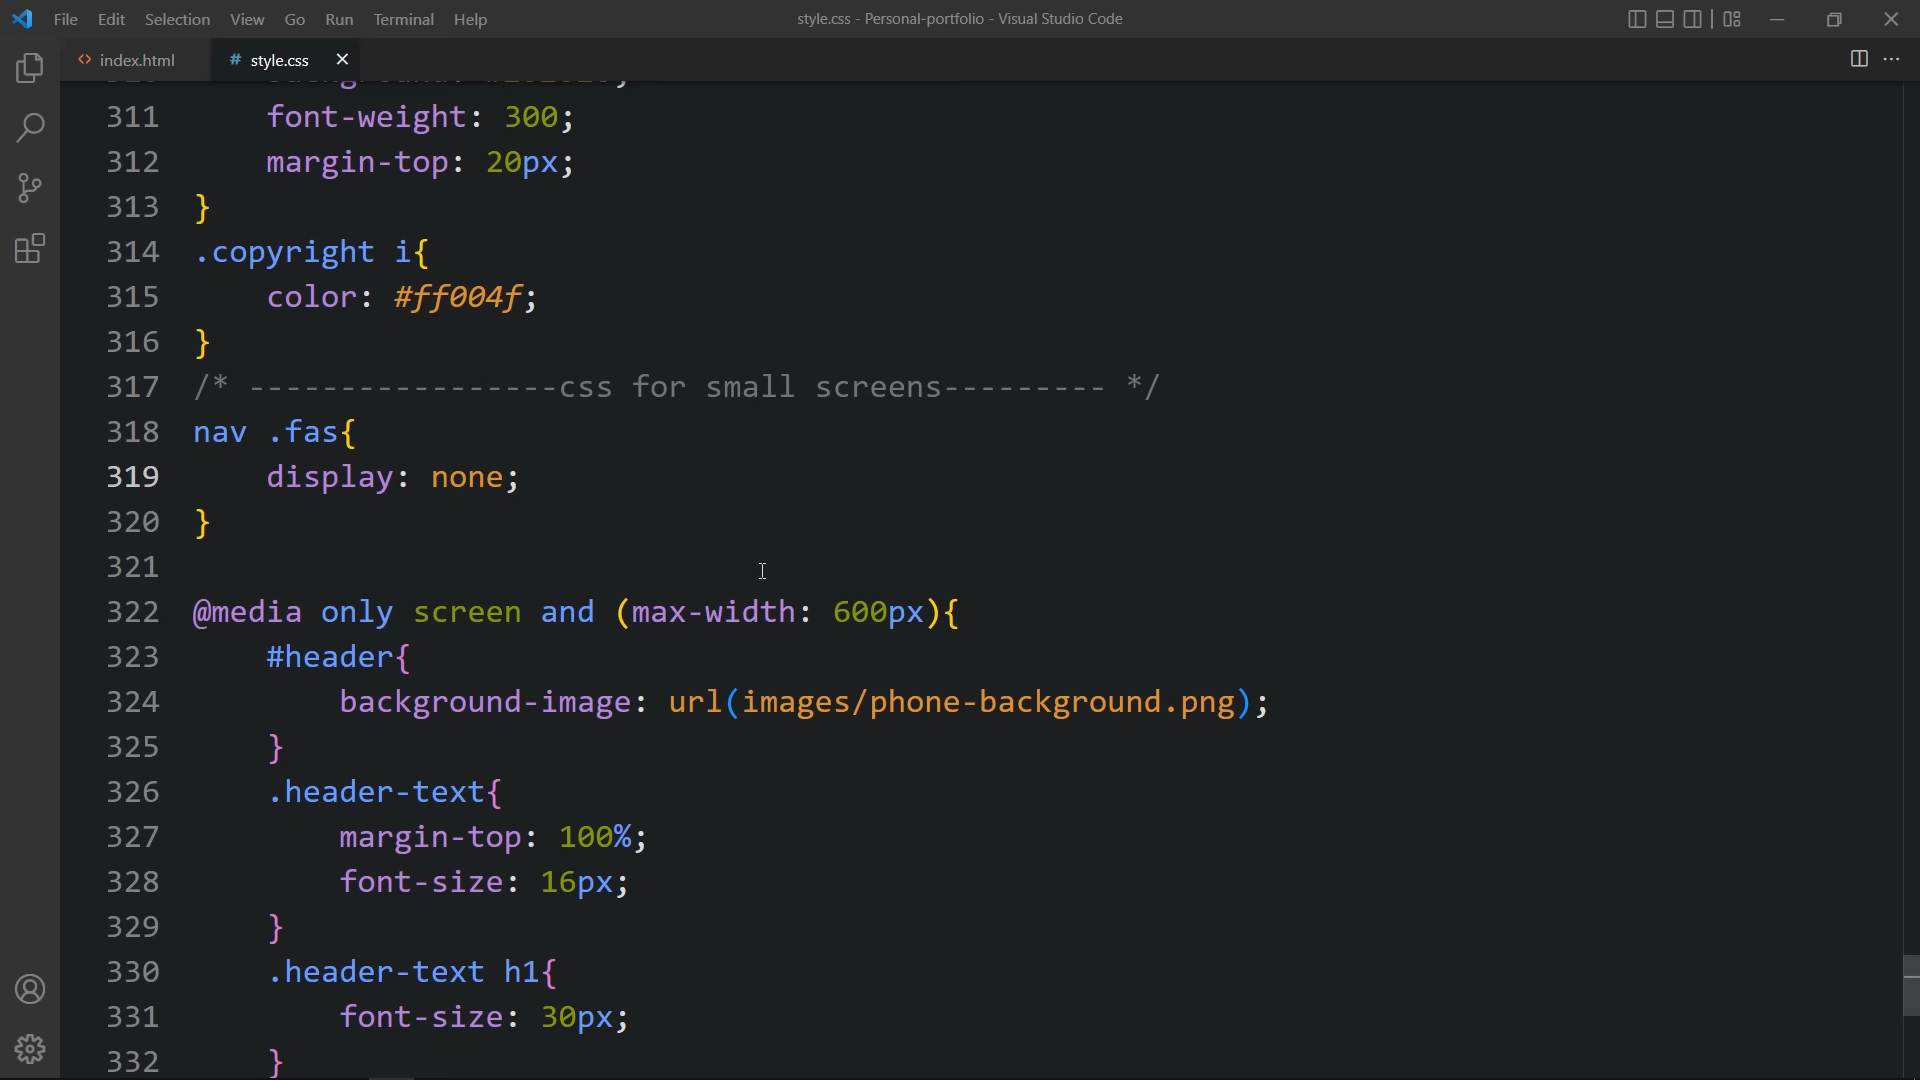 File Edit Selection View Go Run Terminal Help
style.css - Personal-portfolio - Visual Studio Code
<> index.html
# style.css
311 font-weight: 300;
312 margin-top: 20px;
313 }
314 .copyright i{
315 color: #ff004f;
316 }
317 /* -----------------css for small screens--------- */
318 nav .fas{
319 display: none;
320 }
321
322 @media only screen and (max-width: 600px){
323 #header{
324 background-image: url(images/phone-background.png);
325 }
326 .header-text{
327 margin-top: 100%;
328 font-size: 16px;
329 }
330 .header-text h1{
331 font-size: 30px;
332 }